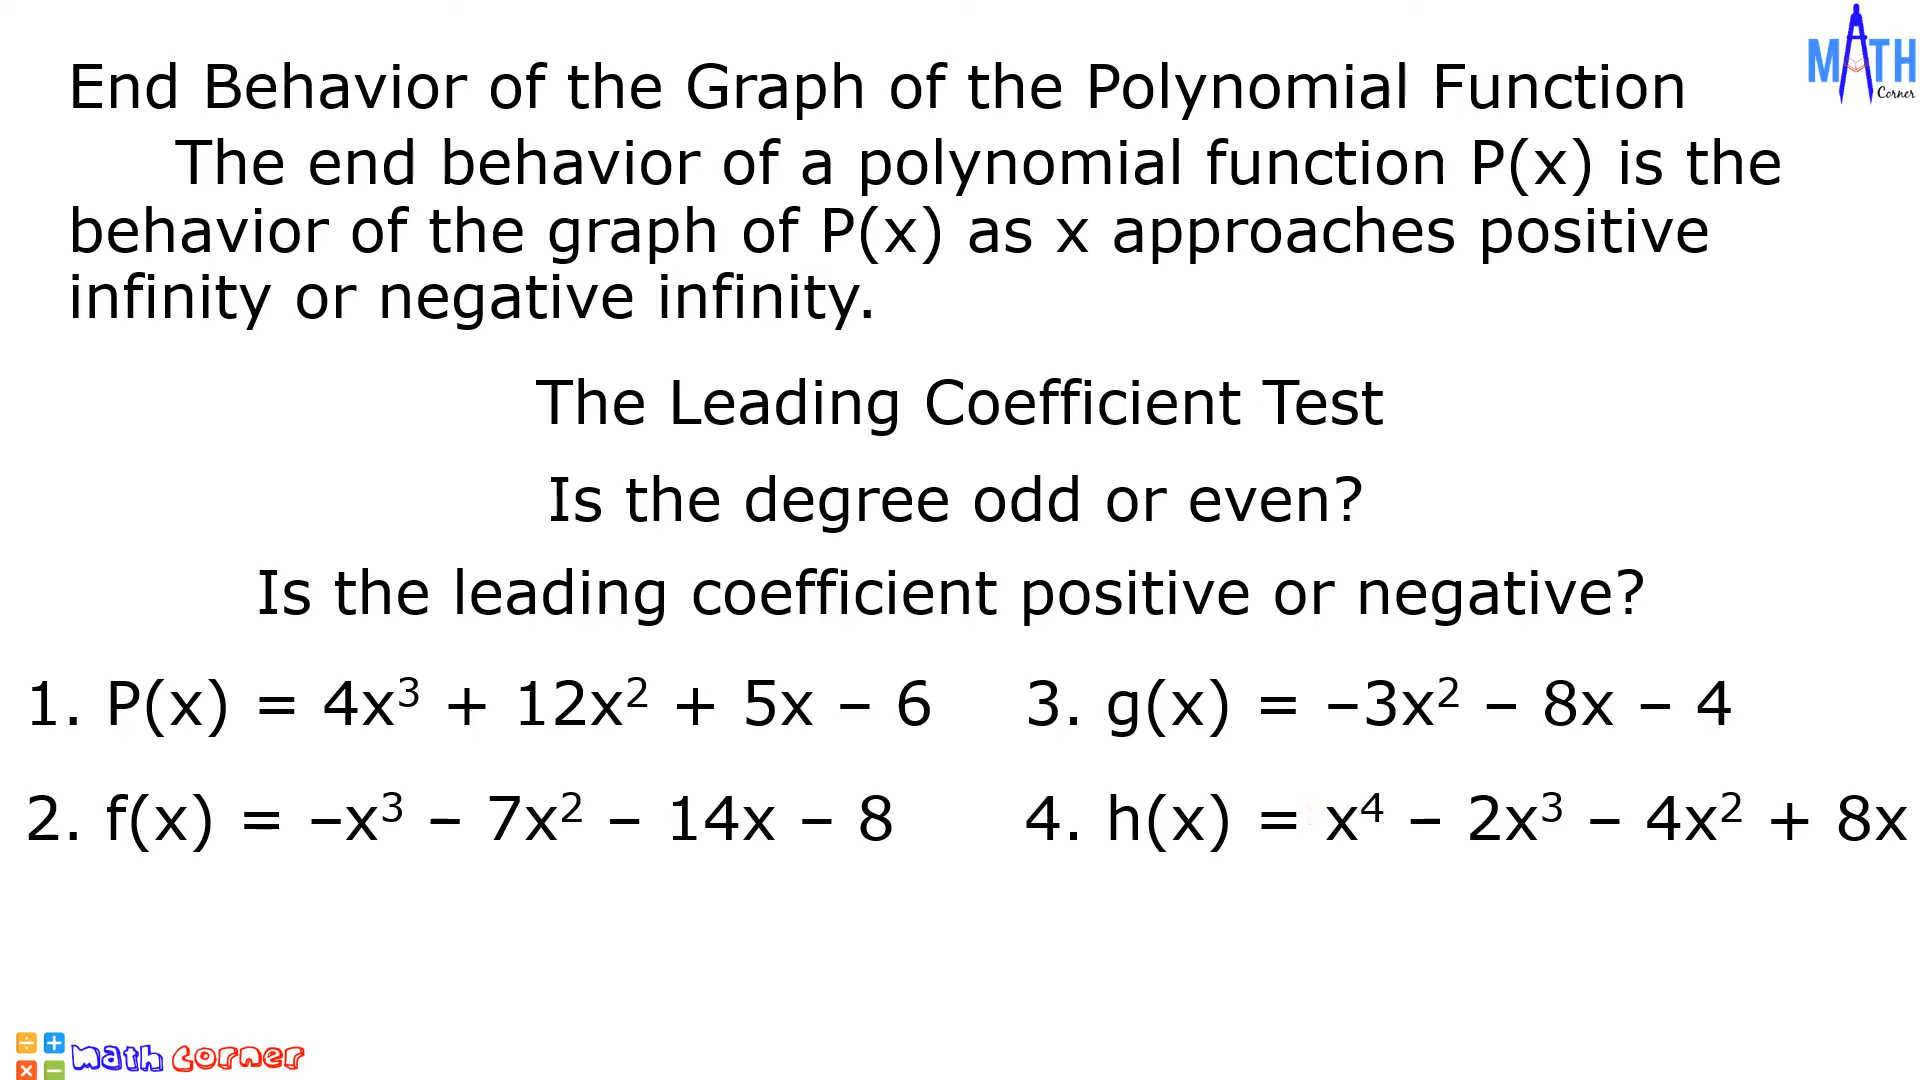 End Behavior of the Graph of the Polynomial Function
The end behavior of a polynomial function P(x) is the
behavior of the graph of P(x) as x approaches positive
infinity or negative infinity.
The Leading Coefficient Test
Is the degree odd or even?
Is the leading coefficient positive or negative?
1. P(x) = 4x³ + 12x² + 5x – 6
2. f(x) = –x³ – 7x² – 14x – 8
3. g(x) = –3x² – 8x – 4
4. h(x) = x⁴ – 2x³ – 4x² + 8x
MATH
Corner
math corner